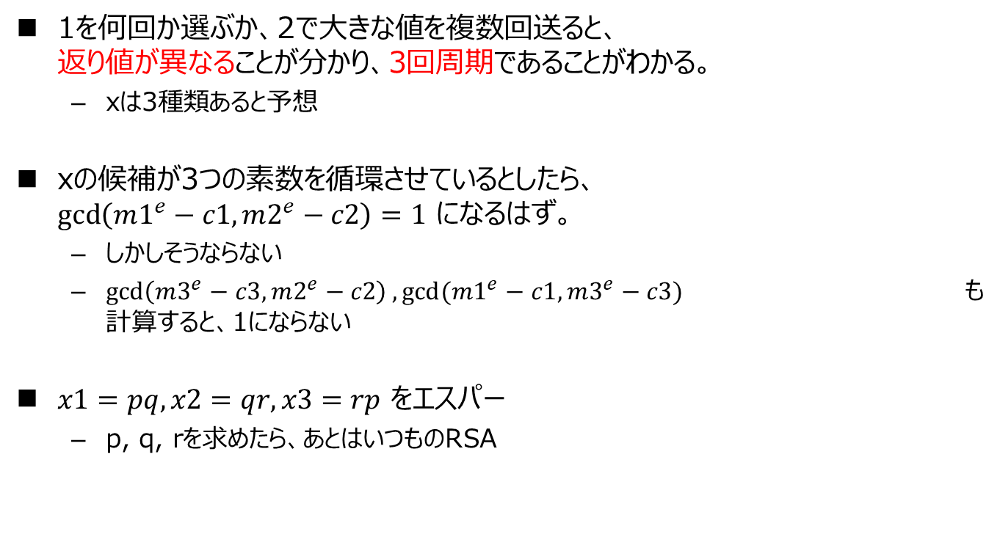 ■ 1を何回か選ぶか、2で大きな値を複数回送ると、
返り値が異なることが分かり、3回周期であることがわかる。
– xは3種類あると予想
■ xの候補が3つの素数を循環させているとしたら、
gcd(𝑚1ᵉ − 𝑐1, 𝑚2ᵉ − 𝑐2) = 1 になるはず。
– しかしそうならない
– gcd(𝑚3ᵉ − 𝑐3, 𝑚2ᵉ − 𝑐2) , gcd(𝑚1ᵉ − 𝑐1, 𝑚3ᵉ − 𝑐3) も
計算すると、1にならない
■ 𝑥1 = 𝑝𝑞, 𝑥2 = 𝑞𝑟, 𝑥3 = 𝑟𝑝 をエスパー
– p, q, rを求めたら、あとはいつものRSA